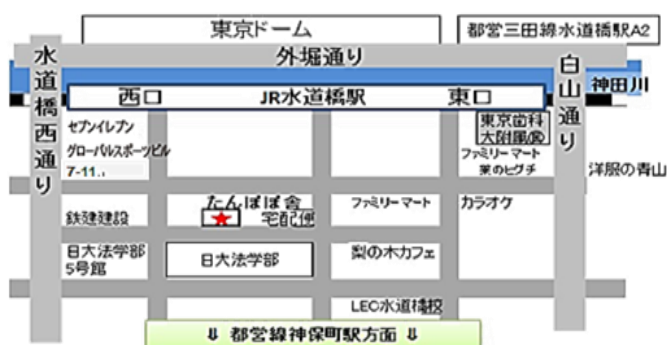 東京ドーム
都営三田線水道橋駅A2
外堀通り
水道橋西通り
白山通り
神田川
西口 JR水道橋駅 東口
セブンイレブン
グローバルスポーツビル
7-11.
東京歯科
大附属㊩
ファミリーマート
薬のヒグチ
洋服の青山
たんぽぽ舎
★ 宅配便
ファミリーマート
カラオケ
鉄建建設
日大法学部
5号館
日大法学部
梨の木カフェ
LEC水道橋校
⇓ 都営線神保町駅方面 ⇓